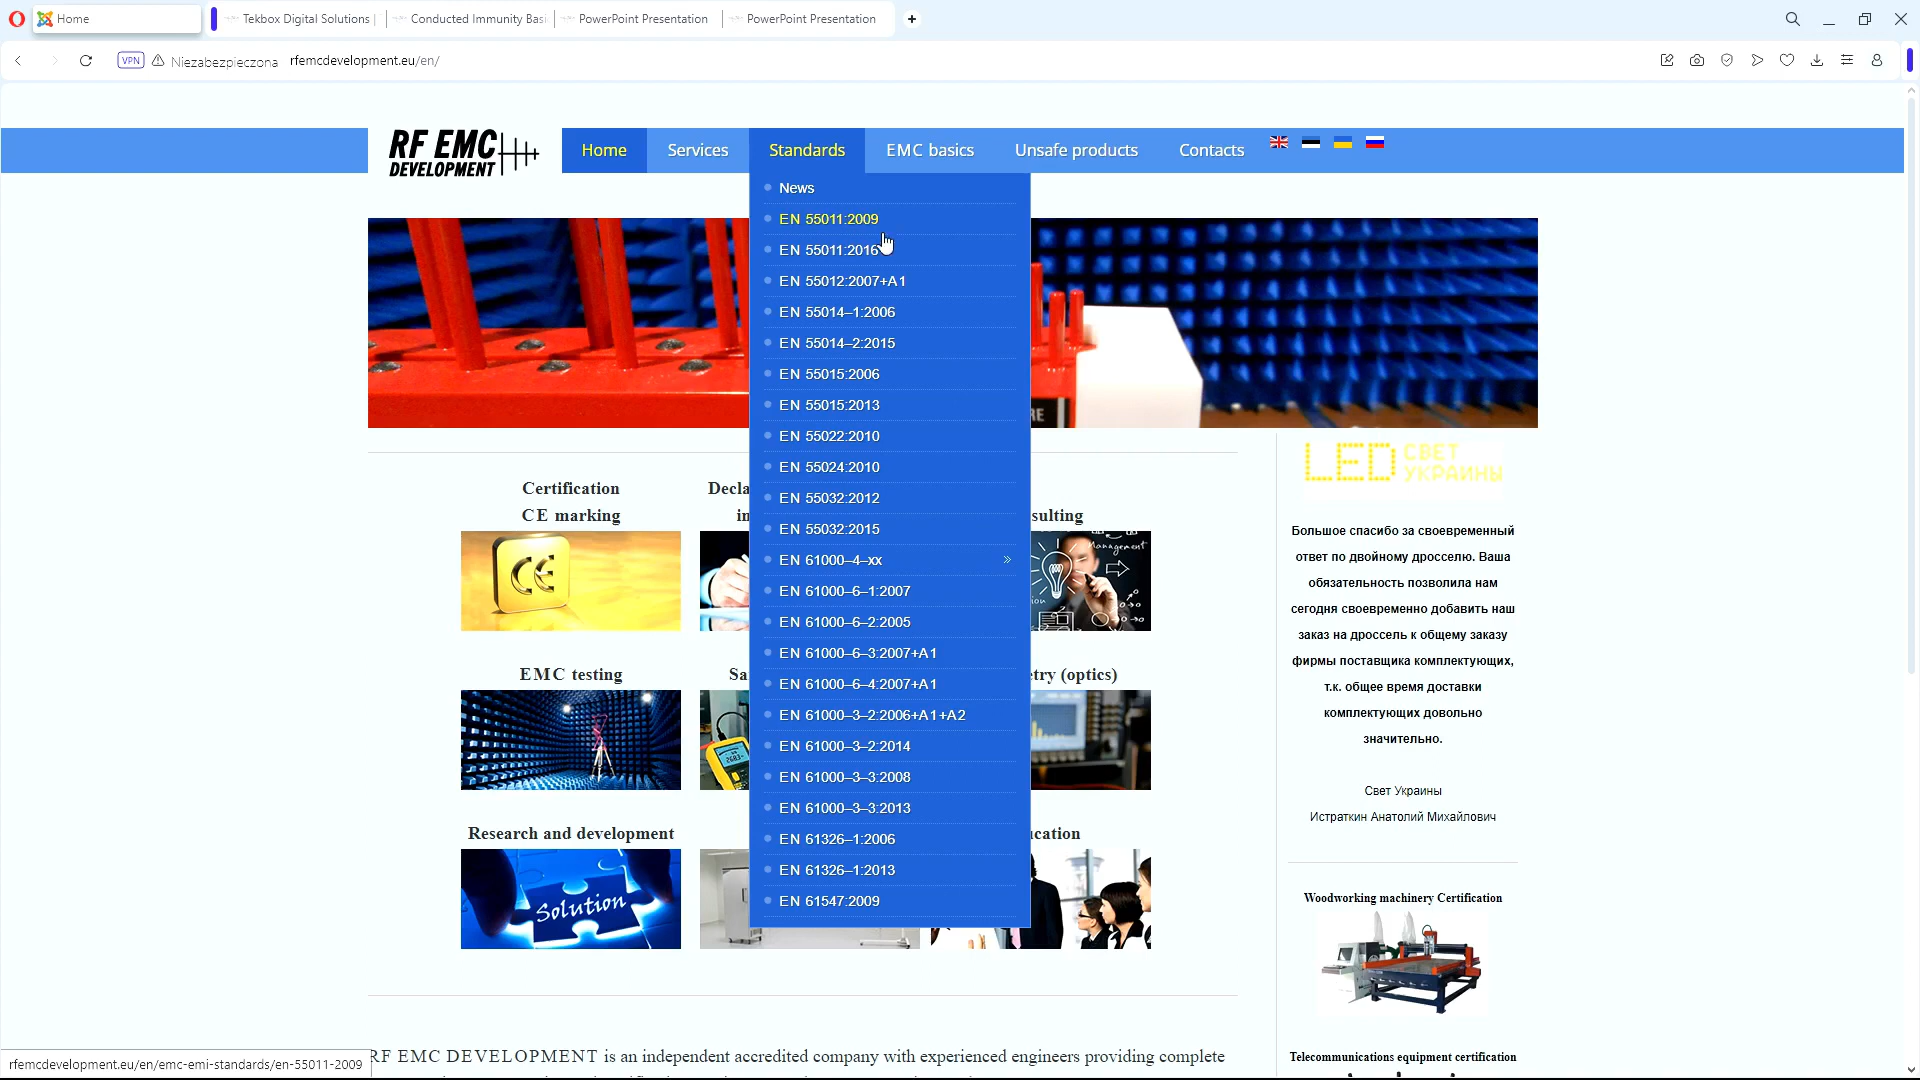 Home
Tekbox Digital Solutions
Conducted Immunity Basi
PowerPoint Presentation
PowerPoint Presentation
VPN
Niezabezpieczona
rfemcdevelopment.eu/en/
RF EMC
DEVELOPMENT
Home
Services
Standards
EMC basics
Unsafe products
Contacts
News
EN 55011:2009
EN 55011:2016
EN 55012:2007+A1
EN 55014–1:2006
EN 55014–2:2015
EN 55015:2006
EN 55015:2013
EN 55022:2010
EN 55024:2010
EN 55032:2012
EN 55032:2015
EN 61000–4–xx »
EN 61000–6–1:2007
EN 61000–6–2:2005
EN 61000–6–3:2007+A1
EN 61000–6–4:2007+A1
EN 61000–3–2:2006+A1+A2
EN 61000–3–2:2014
EN 61000–3–3:2008
EN 61000–3–3:2013
EN 61326–1:2006
EN 61326–1:2013
EN 61547:2009
RE
Certification
CE marking
CE
Decla
in
sulting
Management
EMC testing
Sa
try (optics)
Research and development
ication
Solution
LED СВЕТ
УКРАИНЫ
Большое спасибо за своевременный
ответ по двойному дросселю. Ваша
обязательность позволила нам
сегодня своевременно добавить наш
заказ на дроссель к общему заказу
фирмы поставщика комплектующих,
т.к. общее время доставки
комплектующих довольно
значительно.
Свет Украины
Истраткин Анатолий Михайлович
Woodworking machinery Certification
Telecommunications equipment certification
RF EMC DEVELOPMENT is an independent accredited company with experienced engineers providing complete
rfemcdevelopment.eu/en/emc-emi-standards/en-55011-2009